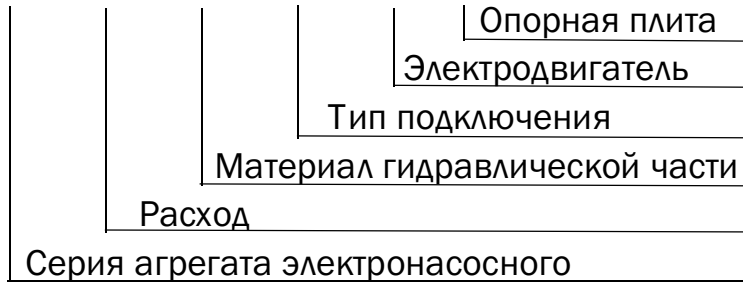 Опорная плита
Электродвигатель
Тип подключения
Материал гидравлической части
Расход
Серия агрегата электронасосного